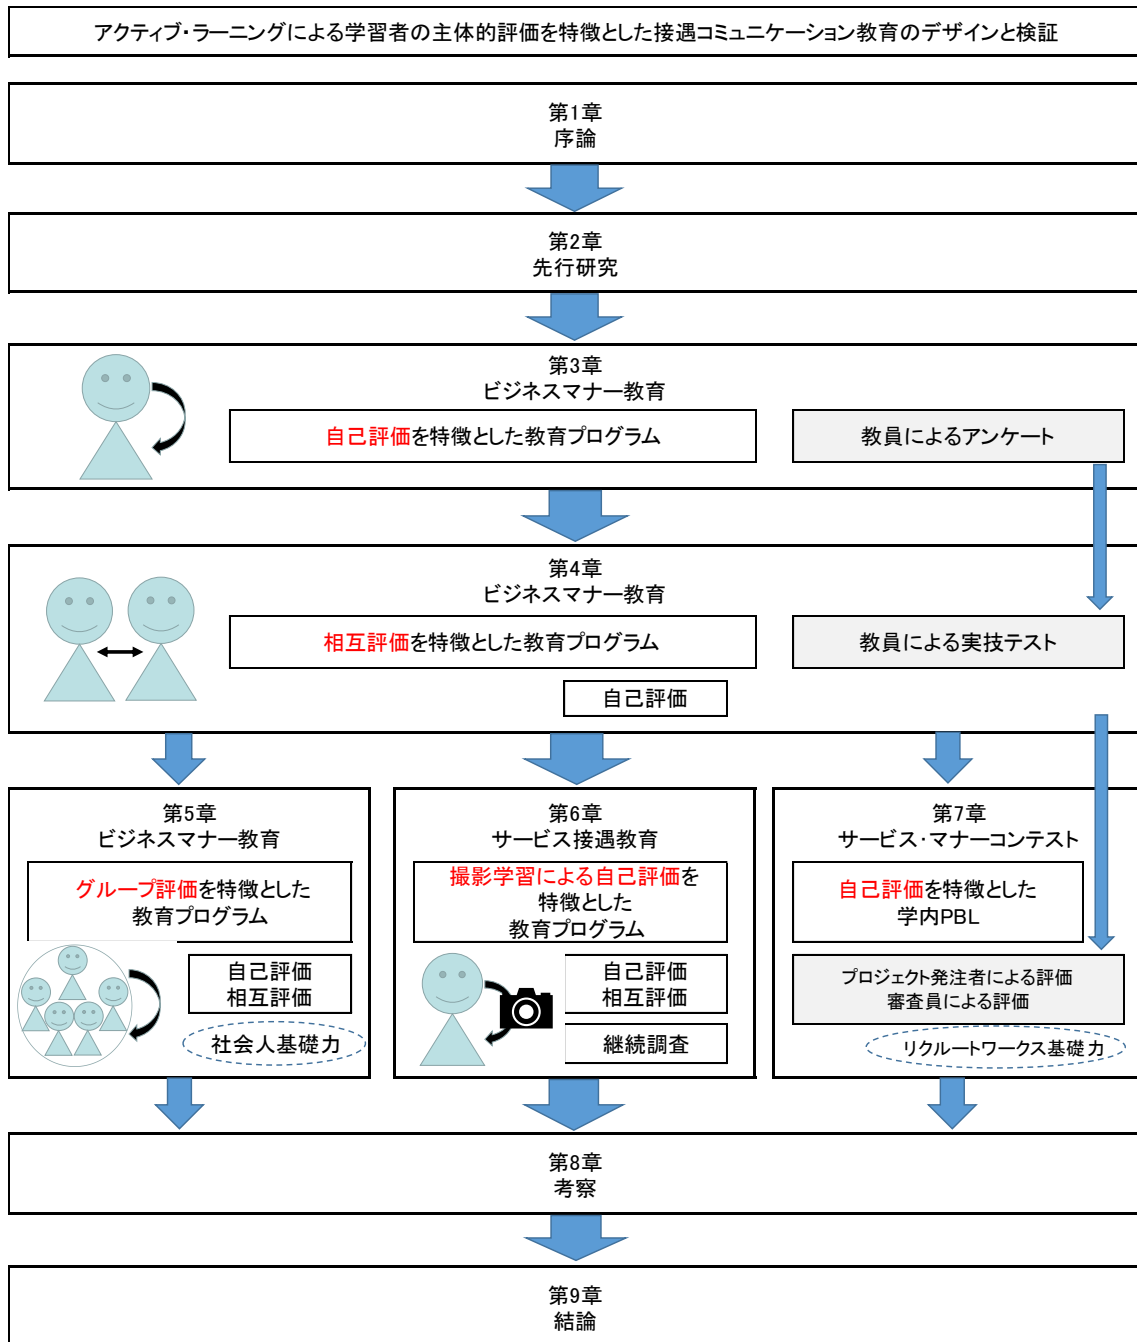 アクティブ・ラーニングによる学習者の主体的評価を特徴とした接遇コミュニケーション教育のデザインと検証
第1章
序論
第2章
先行研究
第3章
ビジネスマナー教育
自己評価を特徴とした教育プログラム
教員によるアンケート
第4章
ビジネスマナー教育
相互評価を特徴とした教育プログラム
教員による実技テスト
自己評価
第5章
ビジネスマナー教育
グループ評価を特徴とした
教育プログラム
自己評価
相互評価
社会人基礎力
第6章
サービス接遇教育
撮影学習による自己評価を
特徴とした
教育プログラム
自己評価
相互評価
継続調査
第7章
サービス・マナーコンテスト
自己評価を特徴とした
学内PBL
プロジェクト発注者による評価
審査員による評価
リクルートワークス基礎力
第8章
考察
第9章
結論